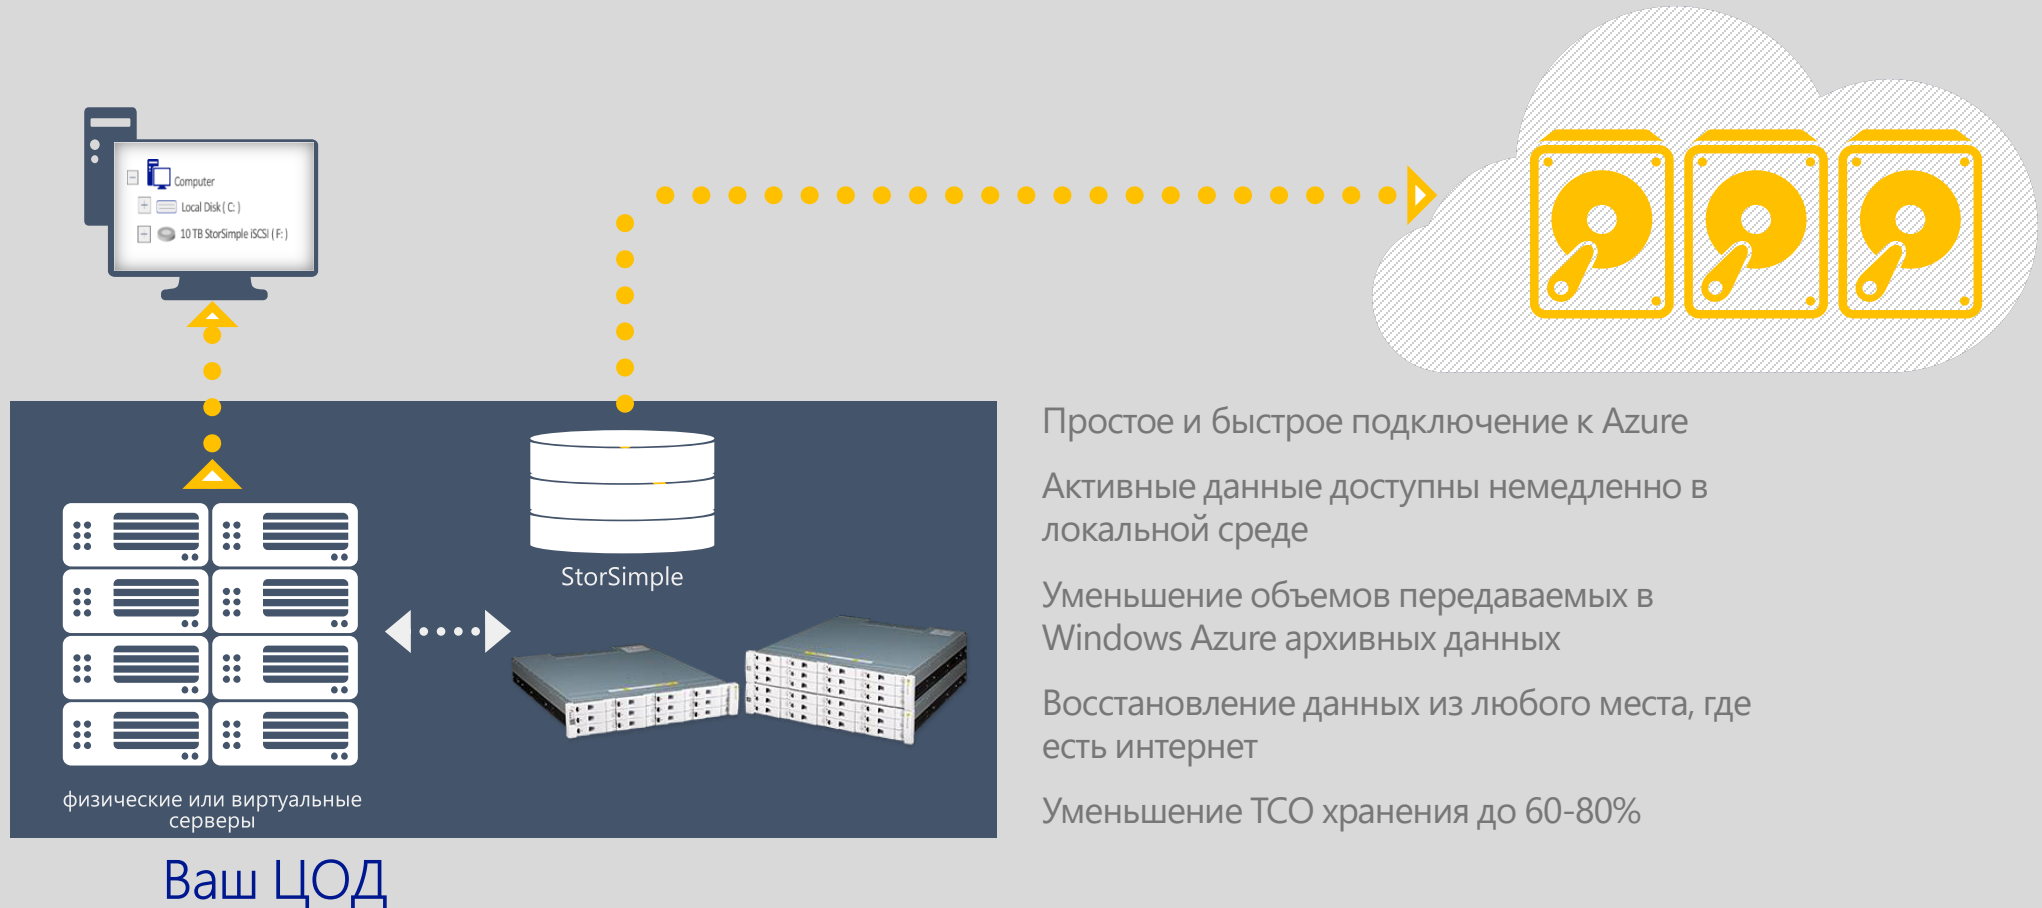 Computer
Local Disk ( C: )
10 TB StorSimple iSCSI ( F: )
StorSimple
физические или виртуальные
серверы
Ваш ЦОД
Простое и быстрое подключение к Azure
Активные данные доступны немедленно в
локальной среде
Уменьшение объемов передаваемых в
Windows Azure архивных данных
Восстановление данных из любого места, где
есть интернет
Уменьшение TCO хранения до 60-80%